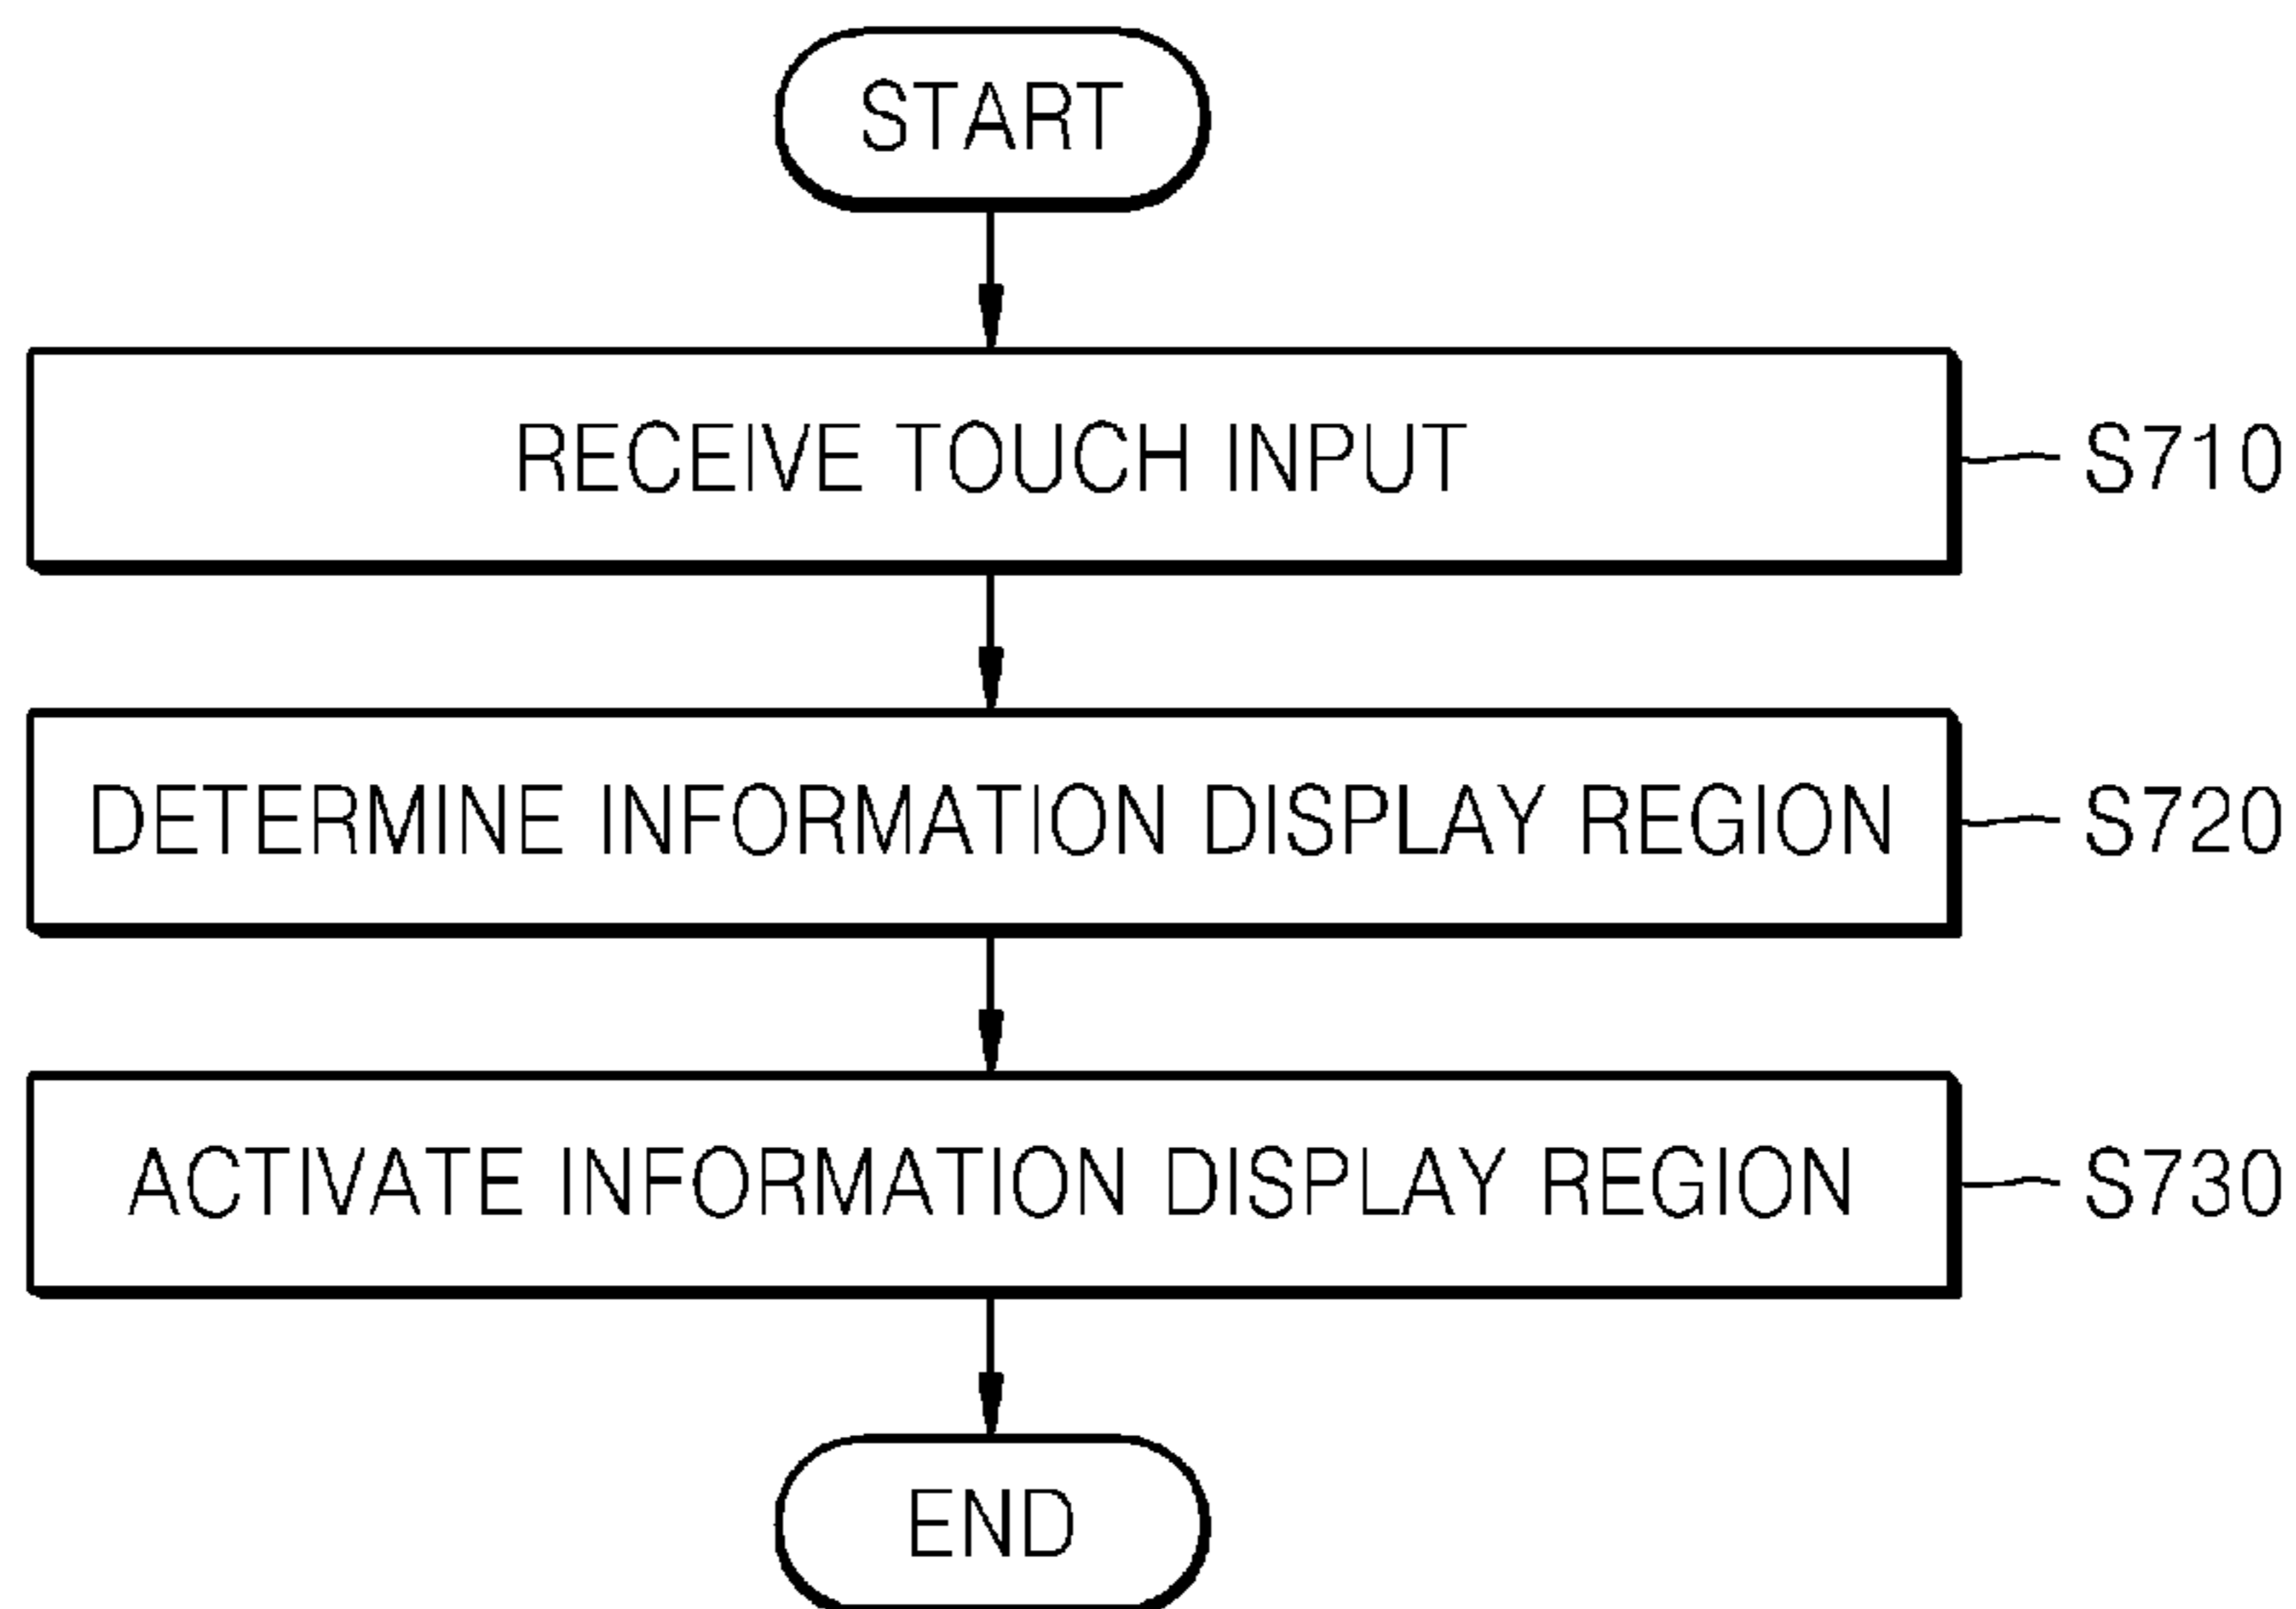 START
RECEIVE TOUCH INPUT S710
DETERMINE INFORMATION DISPLAY REGION S720
ACTIVATE INFORMATION DISPLAY REGION S730
END